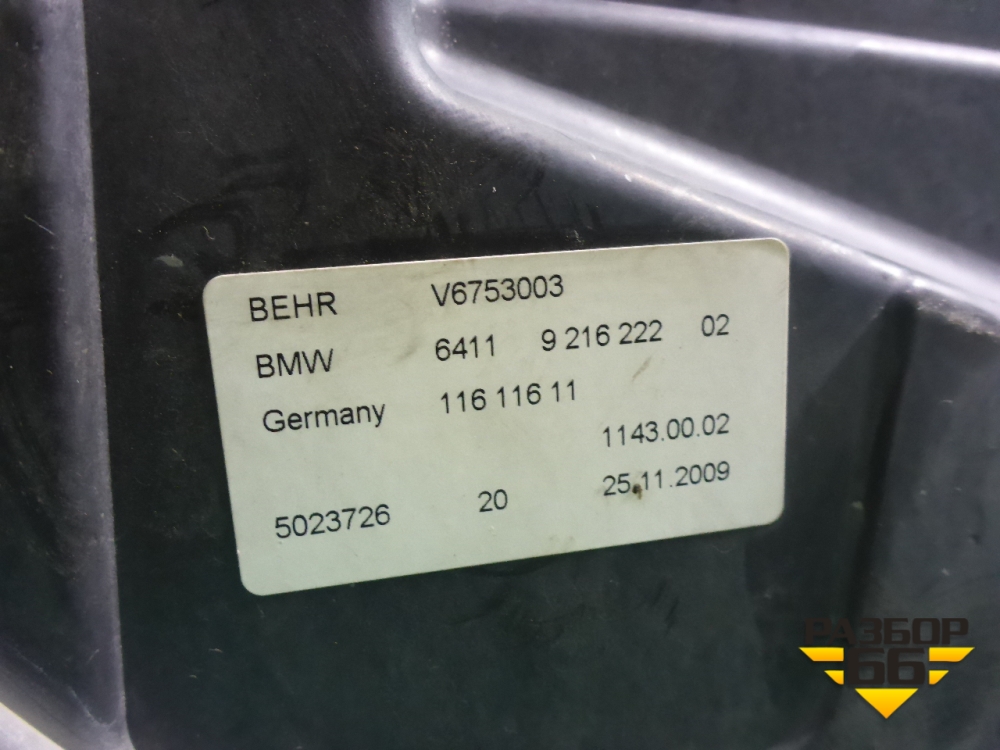 BEHR V6753003
BMW 6411 9 216 222 02
Germany 116 116 11
1143.00.02
5023726 20 25.11.2009
РАЗБОР
66